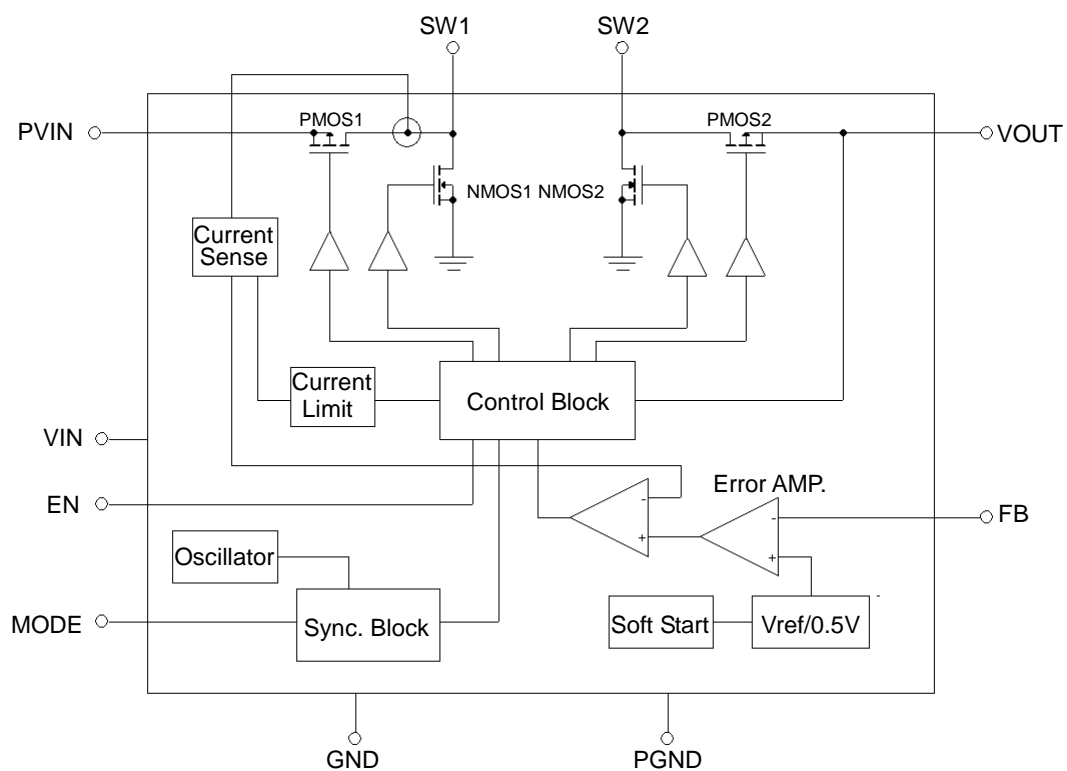 SW1
SW2
PVIN
PMOS1
PMOS2
VOUT
NMOS1 NMOS2
Current
Sense
Current
Limit
Control Block
VIN
EN
Error AMP.
-
+
-
+
FB
Oscillator
MODE
Sync. Block
Soft Start
Vref/0.5V
-
GND
PGND